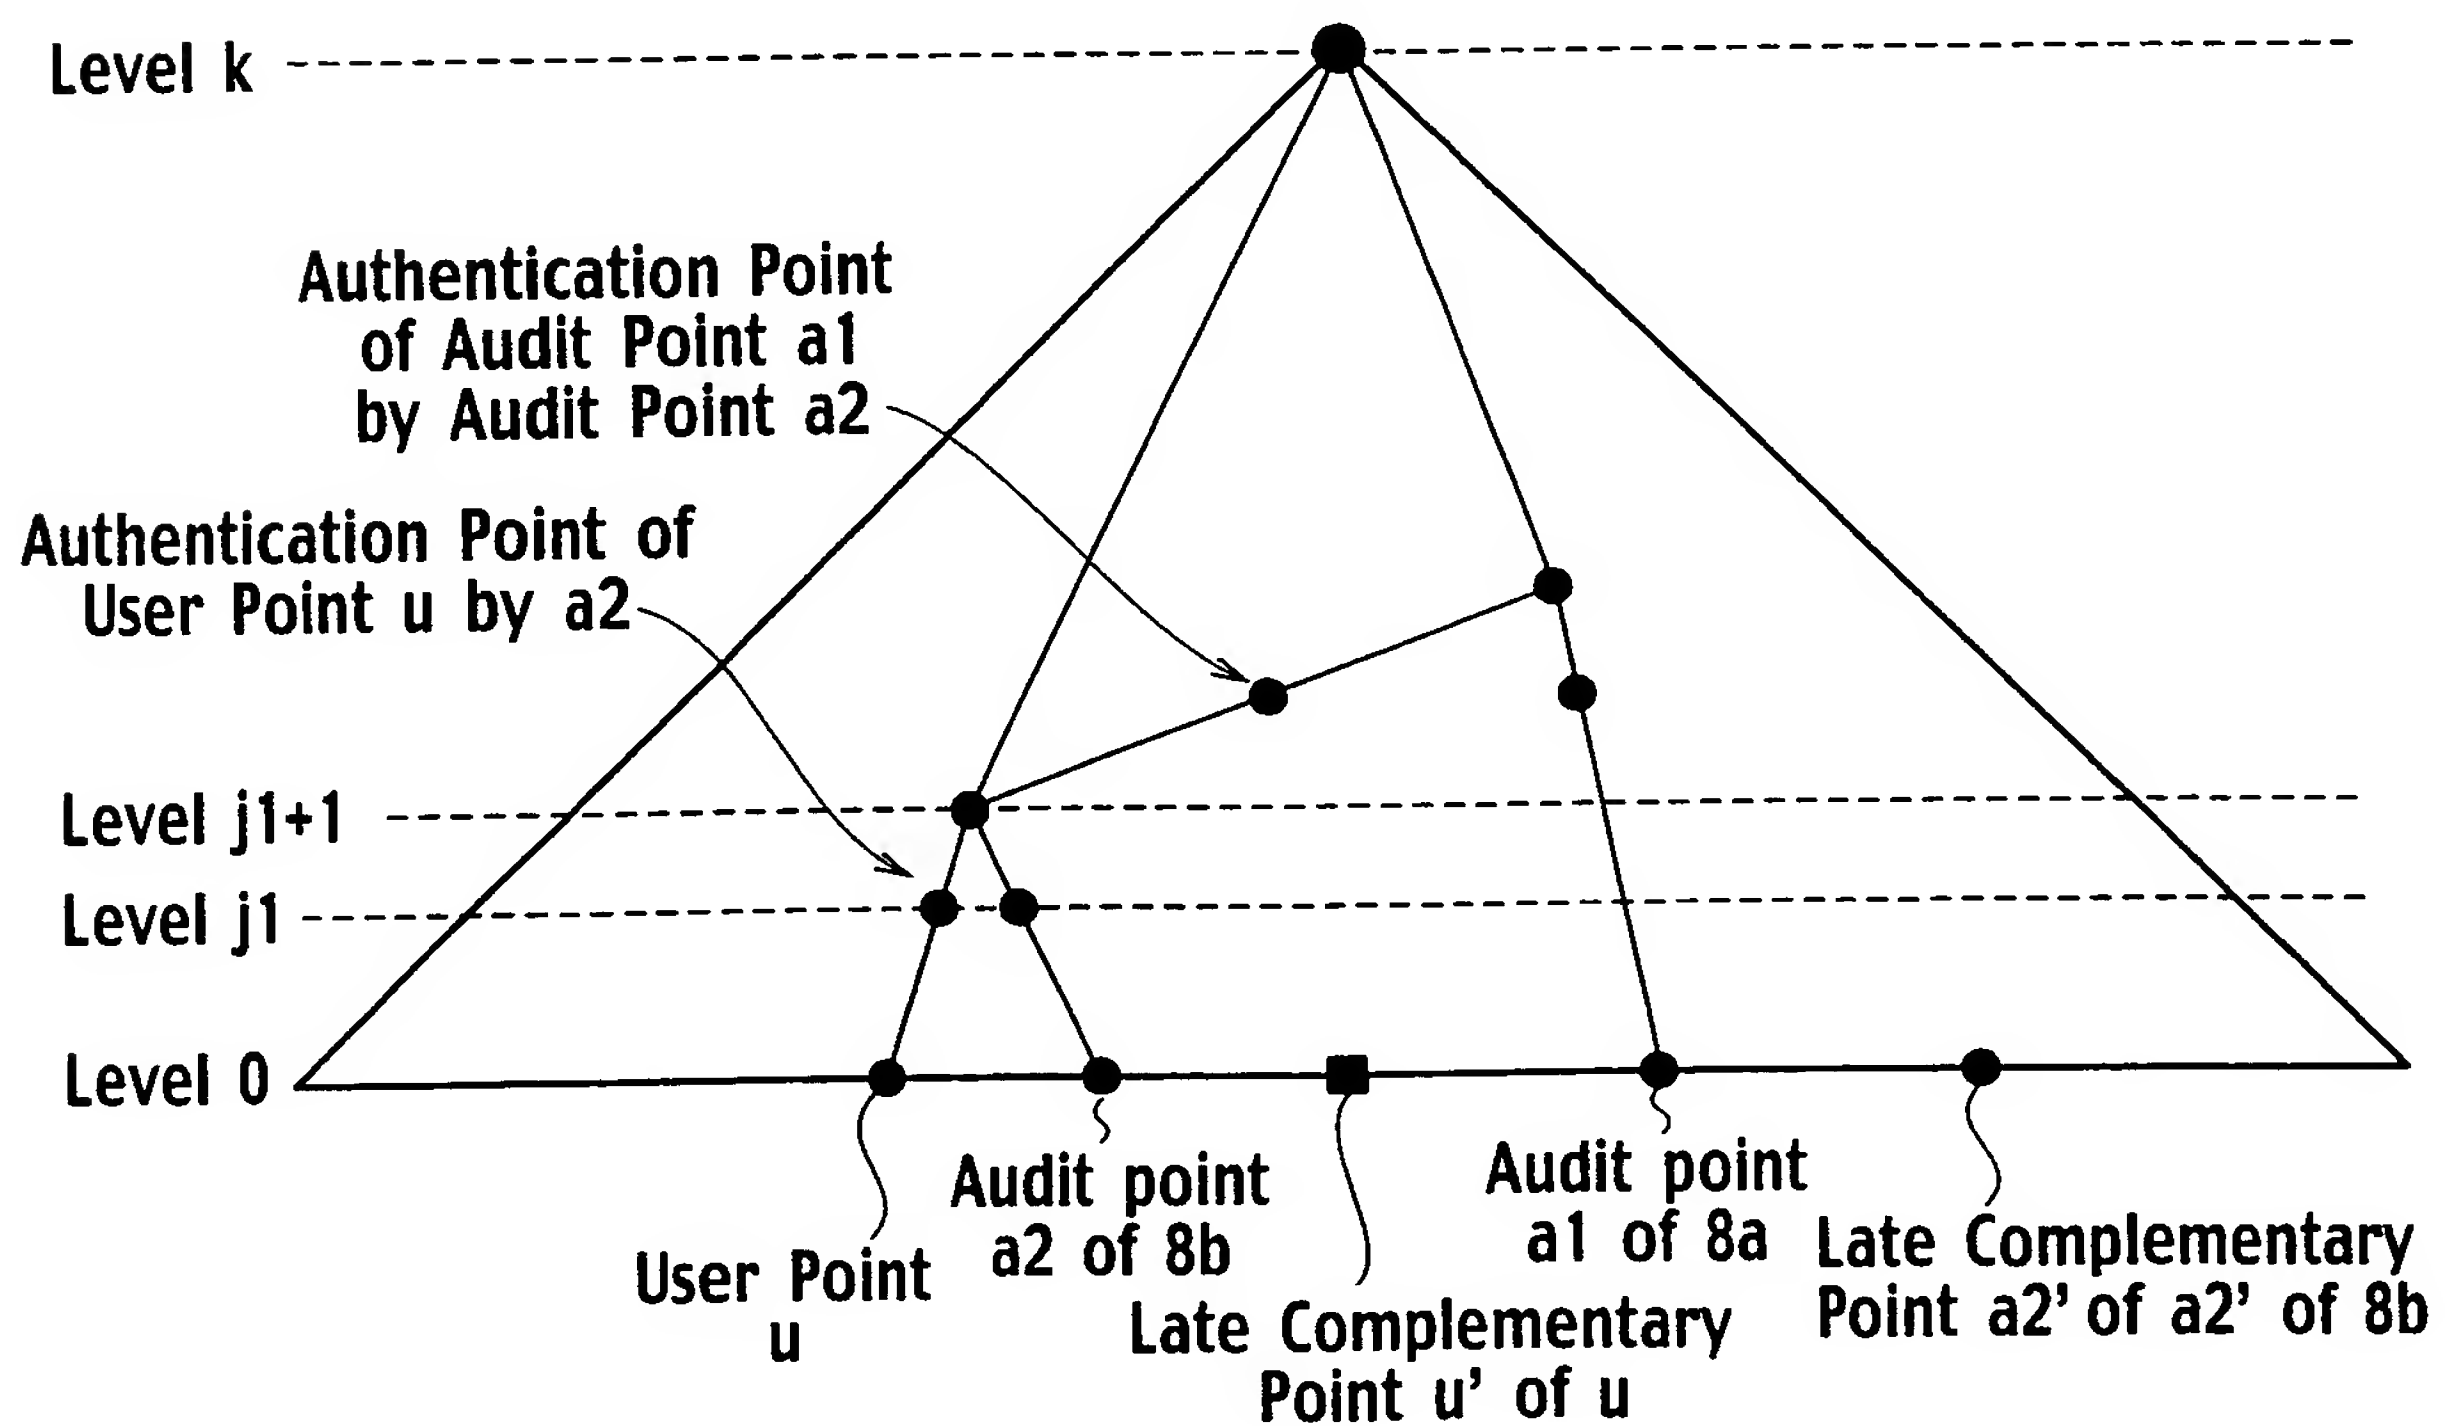 Level k
Authentication Point
of Audit Point a1
by Audit Point a2
Authentication Point of
User Point u by a2
Level j1+1
Level j1
Level 0
User Point
u
Audit point
a2 of 8b
Late Complementary
Point u' of u
Audit point
a1 of 8a
Late Complementary
Point a2' of a2' of 8b